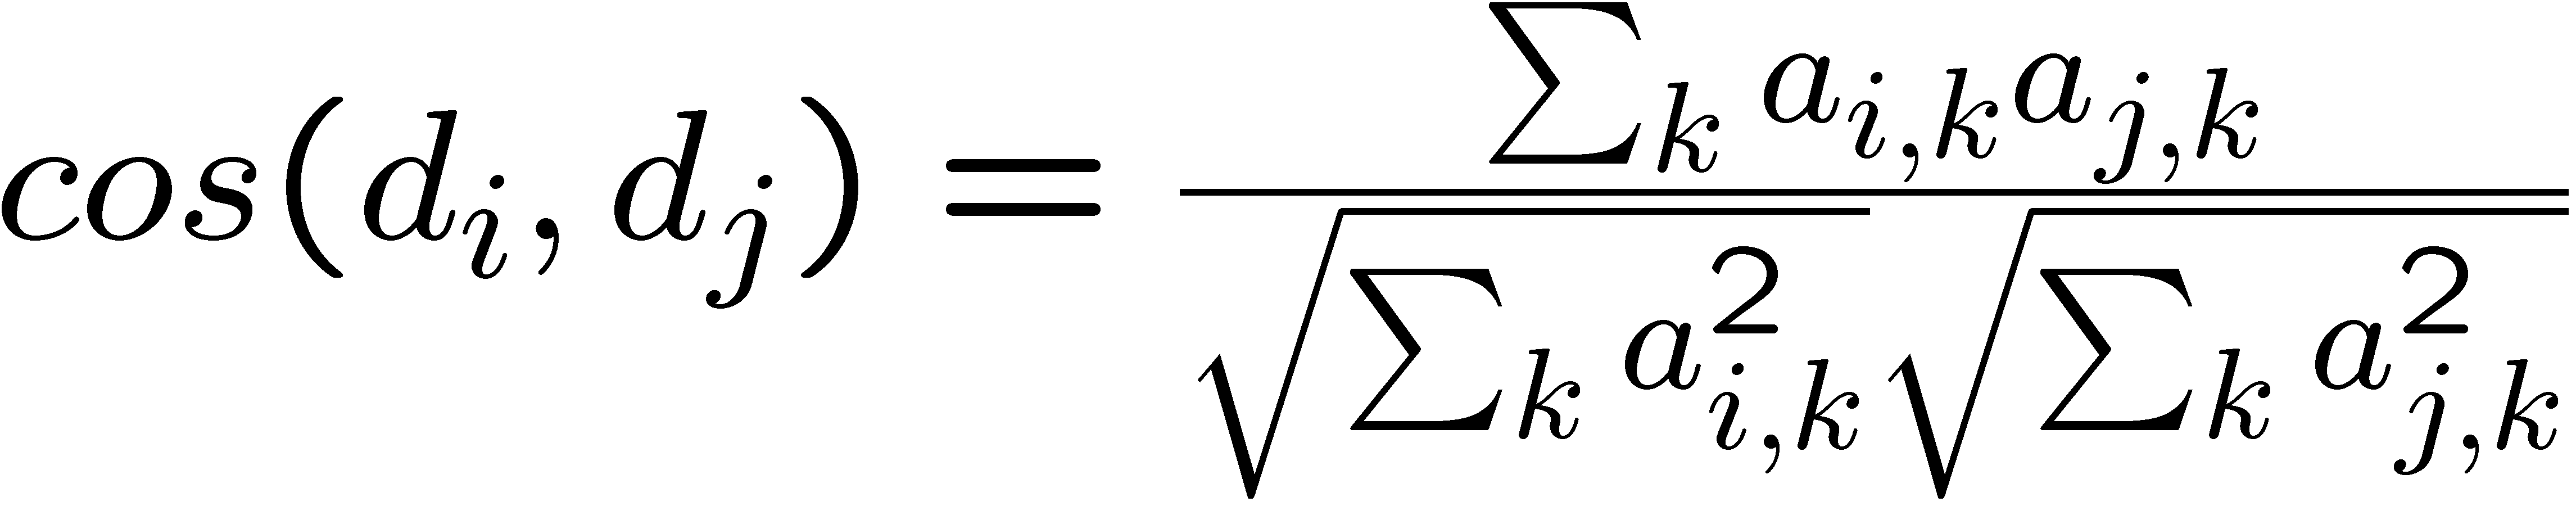 cos(d_i, d_j) = \frac{\sum_k a_{i,k} a_{j,k}}{\sqrt{\sum_k a_{i,k}^2} \sqrt{\sum_k a_{j,k}^2}}